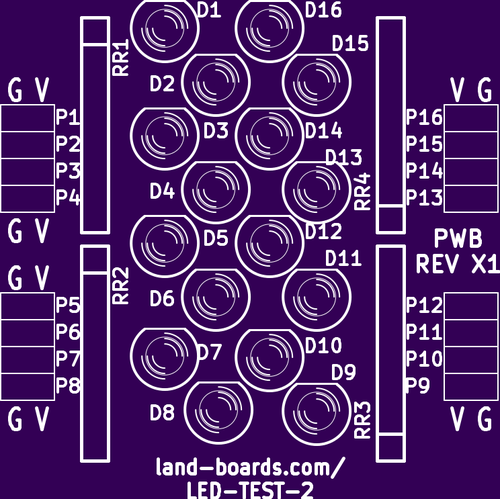 D1 D16
RR1 D15
G V D2 V G
P1 P16
D3 D14
P2 P15
D13
P3 P14
D4 RR4
P4 P13
G V D5 D12 PWB
D11 REV X1
G V RR2
D6
P5 P12
P6 P11
D7 D10
P7 P10
D9
P8 P9
G V D8 RR3 V G
land-boards.com/
LED-TEST-2